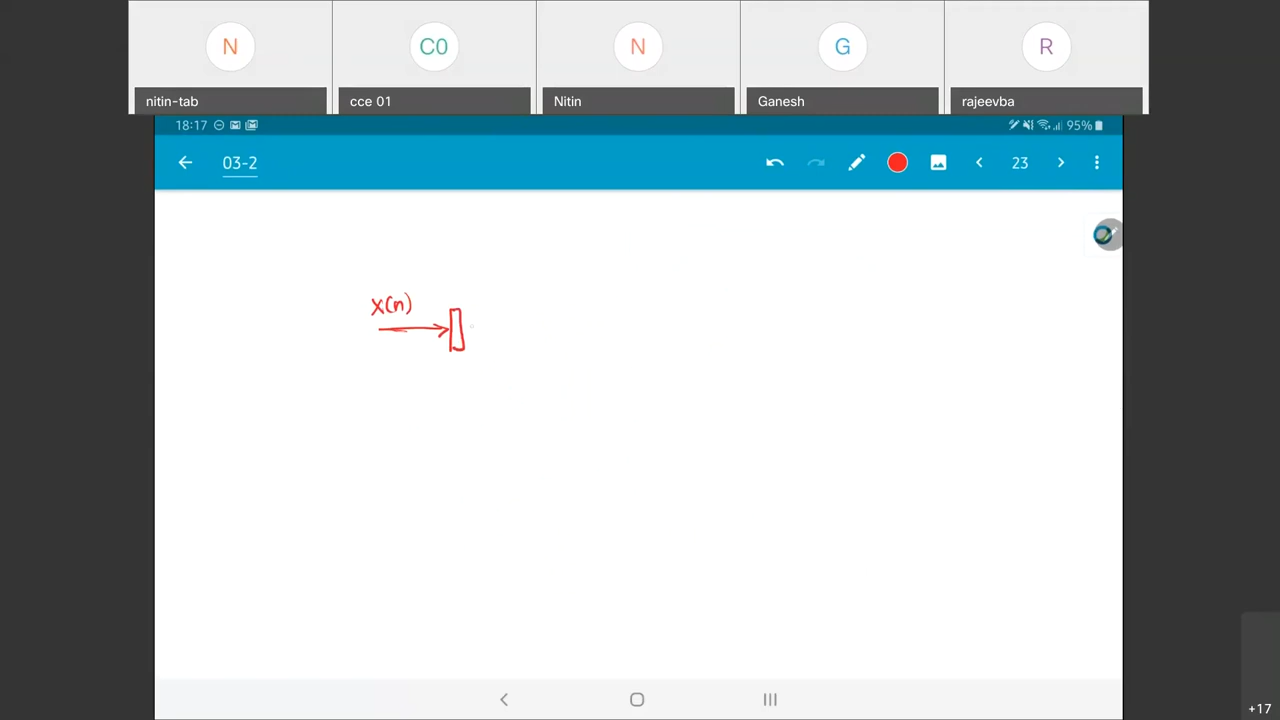 N C0 N G R
nitin-tab cce 01 Nitin Ganesh rajeevba
18:17 95%
03-2 23
x(n)
+17